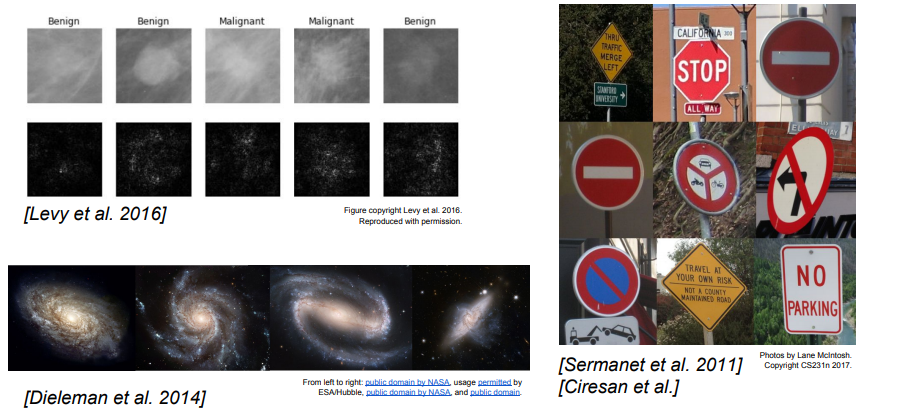 Benign
Benign
Malignant
Malignant
Benign
[Levy et al. 2016]
Figure copyright Levy et al. 2016.
Reproduced with permission.
From left to right: public domain by NASA, usage permitted by
ESA/Hubble, public domain by NASA, and public domain.
[Dieleman et al. 2014]
THRU
TRAFFIC
MERGE
LEFT
STANFORD
UNIVERSITY
CALIFORNIA
STOP
ALL WAY
TRAVEL AT
YOUR OWN RISK
NOT A COUNTY
MAINTAINED ROAD
NO
PARKING
[Sermanet et al. 2011]
[Ciresan et al.]
Photos by Lane McIntosh.
Copyright CS231n 2017.